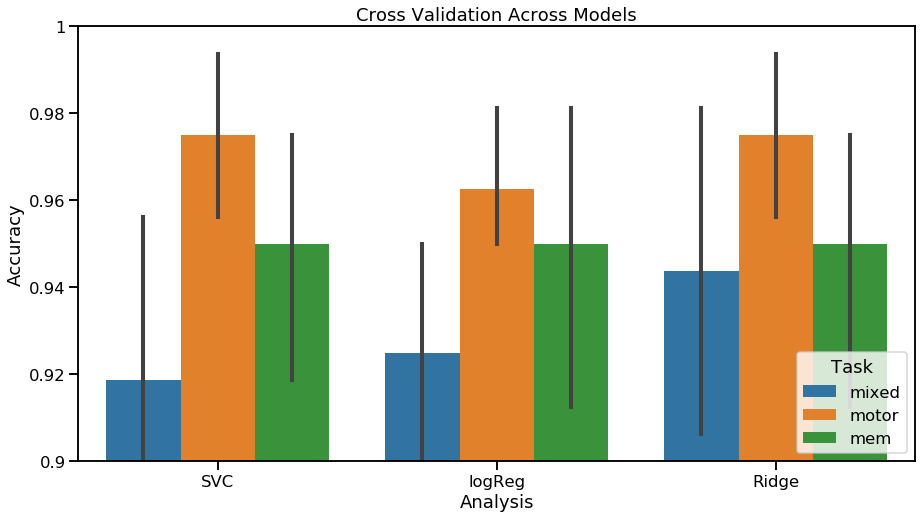 Cross Validation Across Models
1
0.98
0.96
0.94
0.92
0.9
Accuracy
SVC
logReg
Ridge
Analysis
Task
mixed
motor
mem